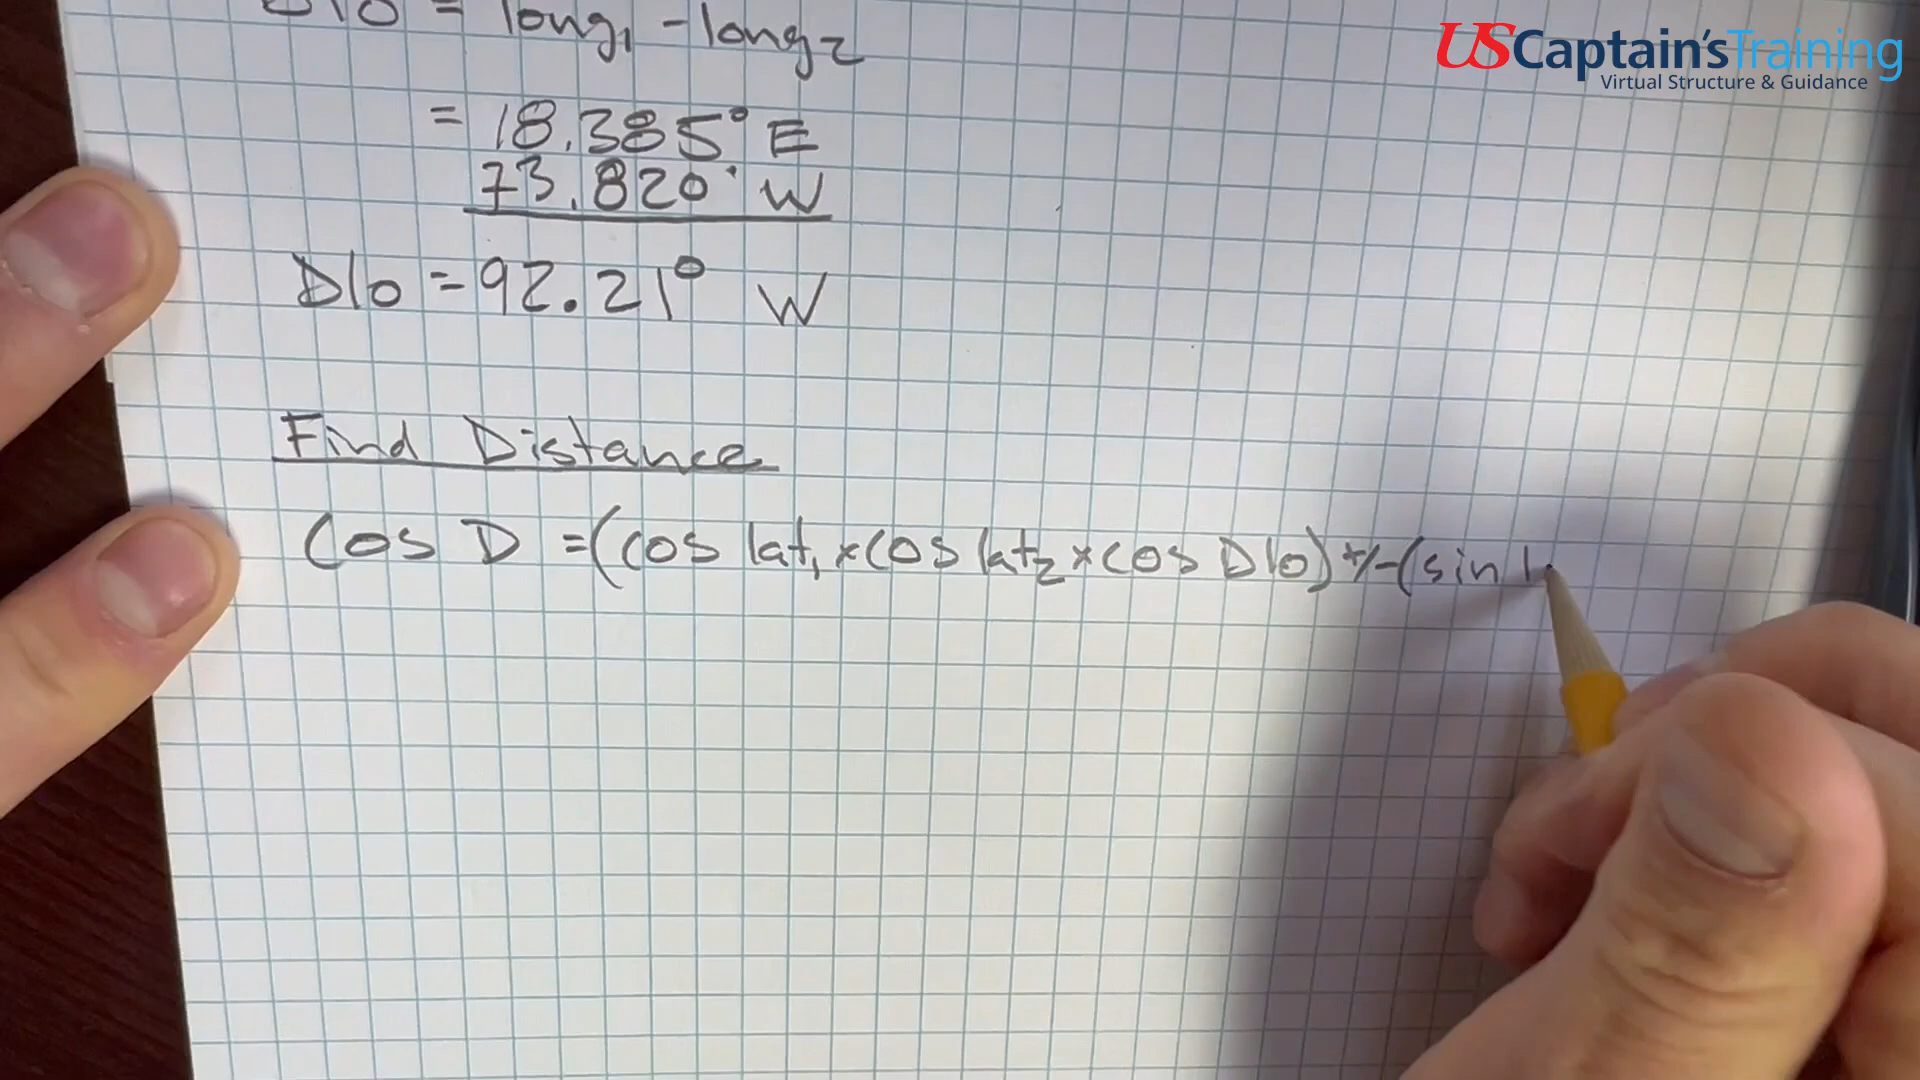 USCaptain'sTraining
Virtual Structure & Guidance
Dlo = long1 - long2
= 18.385° E
73.820° W
Dlo = 92.21° W
Find Distance
Cos D = (cos lat1 × cos lat2 × cos Dlo) +/- (sin l